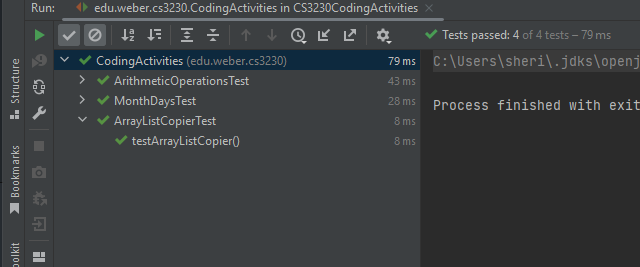 Run: edu.weber.cs3230.CodingActivities in CS3230CodingActivities ×
Tests passed: 4 of 4 tests – 79 ms
CodingActivities (edu.weber.cs3230) 79 ms
ArithmeticOperationsTest 43 ms
MonthDaysTest 28 ms
ArrayListCopierTest 8 ms
testArrayListCopier() 8 ms
C:\Users\sheri\.jdks\openj
Process finished with exit
Structure
Bookmarks
oolkit